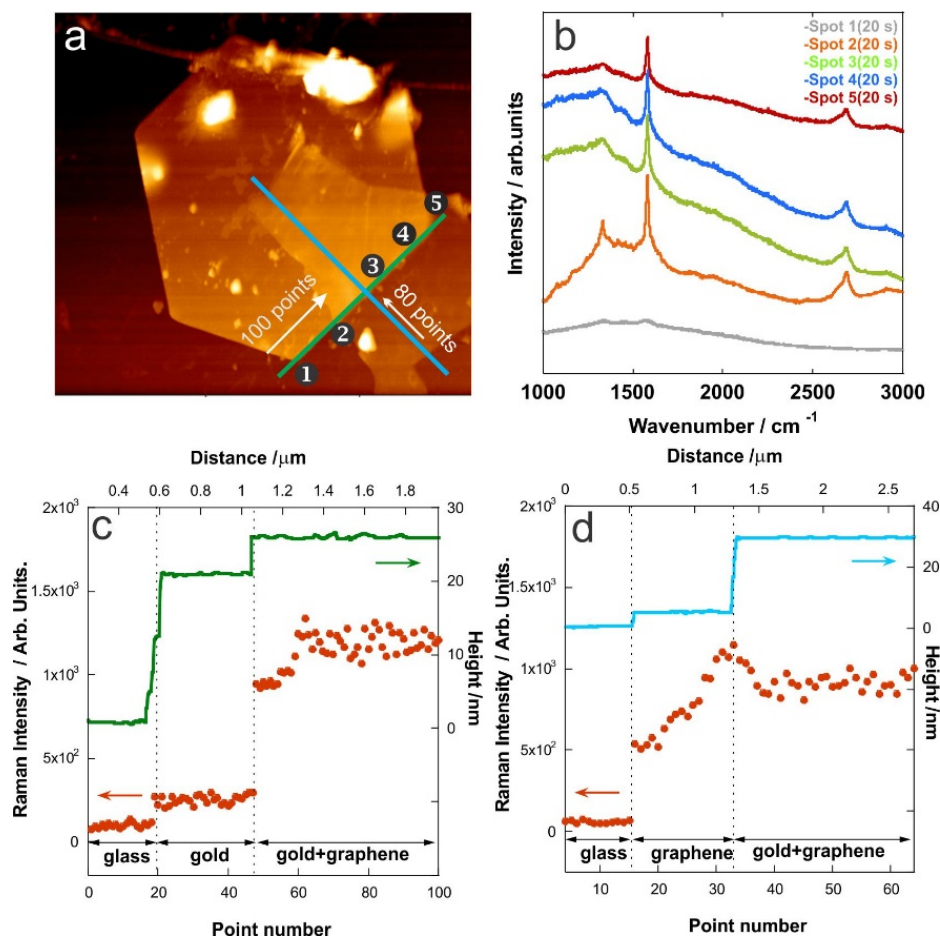 a
100 points
80 points
1
2
3
4
5
b
-Spot 1(20 s)
-Spot 2(20 s)
-Spot 3(20 s)
-Spot 4(20 s)
-Spot 5(20 s)
Intensity / arb.units
1000 1500 2000 2500 3000
Wavenumber / cm -1
Distance /μm
0.4 0.6 0.8 1 1.2 1.4 1.6 1.8
c
2x10³
1.5x10³
1x10³
5x10²
0
Raman Intensity / Arb. Units.
30
20
10
0
Height /nm
glass gold gold+graphene
0 20 40 60 80 100
Point number
Distance /μm
0 0.5 1 1.5 2 2.5
d
2x10³
1.5x10³
1x10³
5x10²
0
Raman Intensity / Arb. Units.
40
30
20
0
Height /nm
glass graphene gold+graphene
10 20 30 40 50 60
Point number